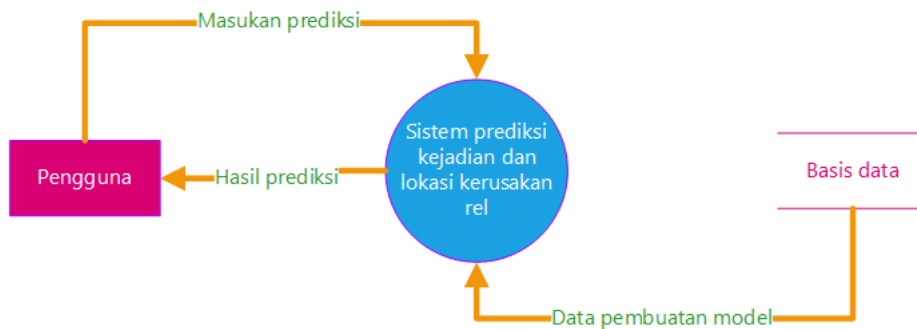 Masukan prediksi
Pengguna
Hasil prediksi
Sistem prediksi
kejadian dan
lokasi kerusakan
rel
Basis data
Data pembuatan model